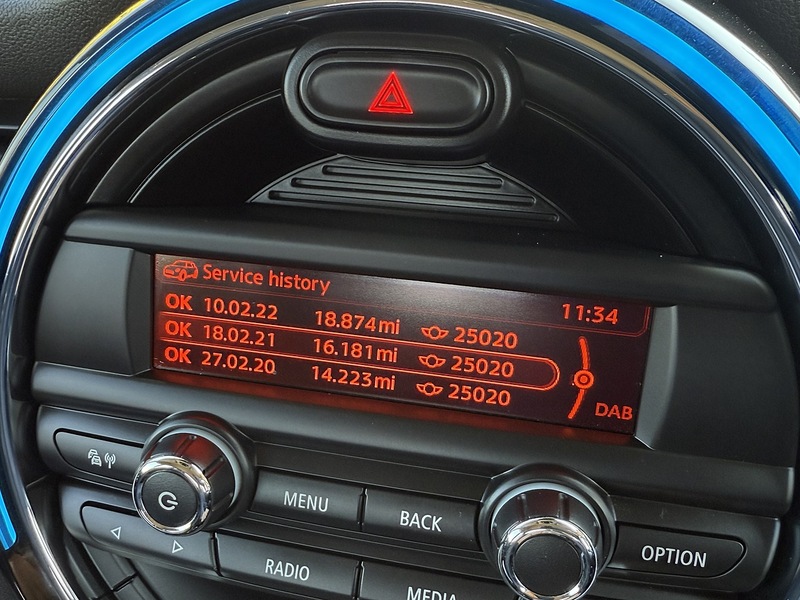 Service history
11:34
OK 10.02.22 18.874mi 25020
OK 18.02.21 16.181mi 25020
OK 27.02.20 14.223mi 25020
DAB
MENU
BACK
OPTION
RADIO
MEDIA